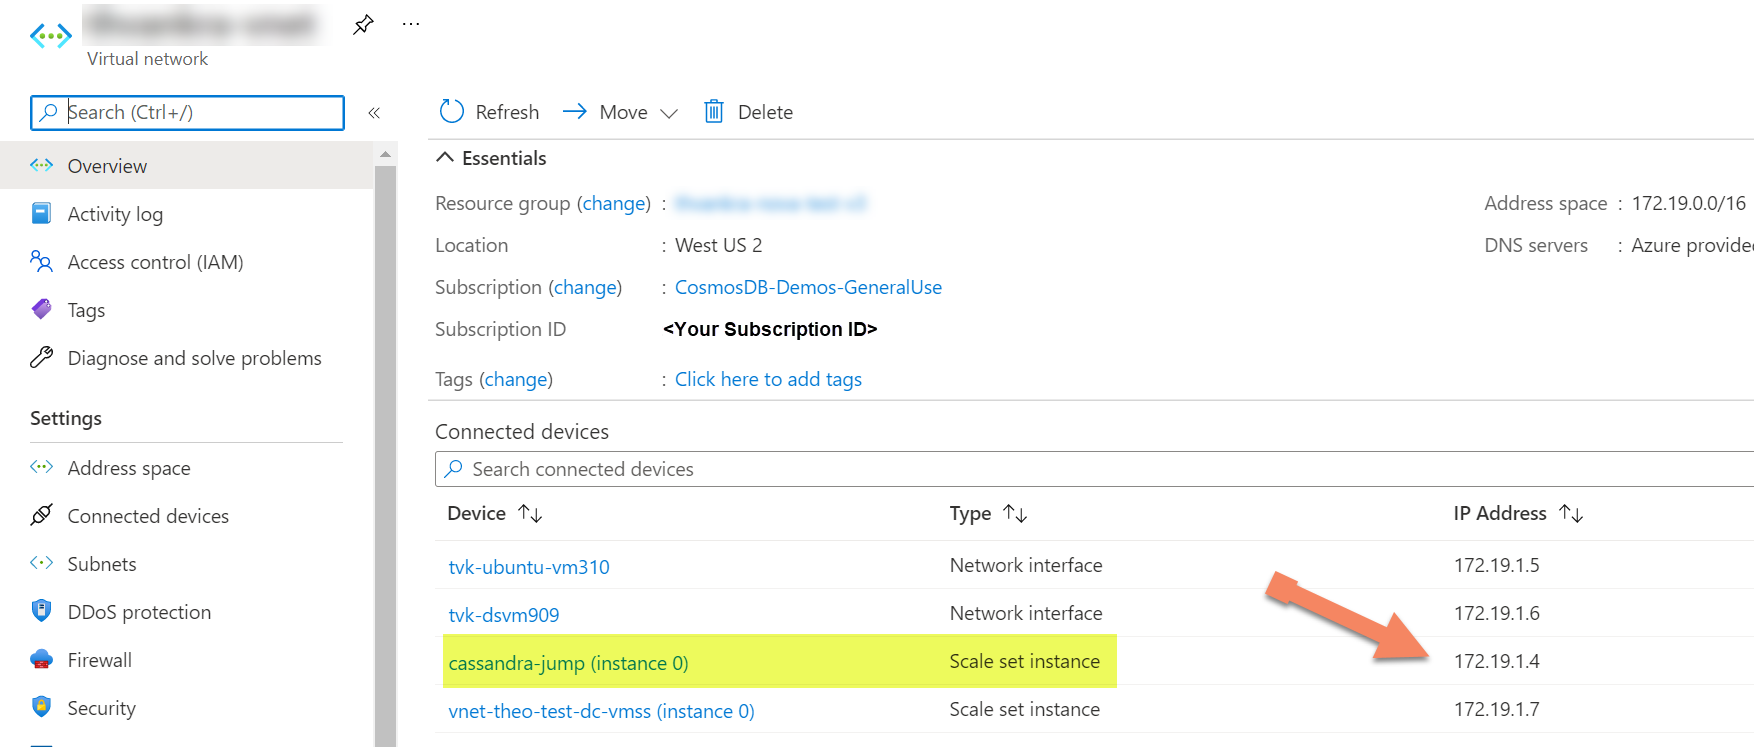 Virtual network
Search (Ctrl+/)
«
Overview
Activity log
Access control (IAM)
Tags
Diagnose and solve problems
Settings
Address space
Connected devices
Subnets
DDoS protection
Firewall
Security
Refresh Move Delete
Essentials
Resource group (change) :
Address space : 172.19.0.0/16
Location : West US 2
DNS servers : Azure provide
Subscription (change) : CosmosDB-Demos-GeneralUse
Subscription ID <Your Subscription ID>
Tags (change) : Click here to add tags
Connected devices
Search connected devices
Device Type IP Address
tvk-ubuntu-vm310 Network interface 172.19.1.5
tvk-dsvm909 Network interface 172.19.1.6
cassandra-jump (instance 0) Scale set instance 172.19.1.4
vnet-theo-test-dc-vmss (instance 0) Scale set instance 172.19.1.7